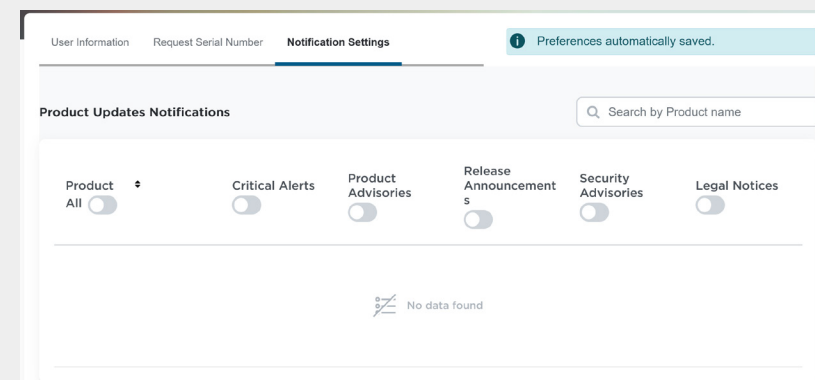 User Information Request Serial Number Notification Settings
Preferences automatically saved.
Product Updates Notifications
Search by Product name
Product
All
Critical Alerts
Product
Advisories
Release
Announcement
s
Security
Advisories
Legal Notices
No data found